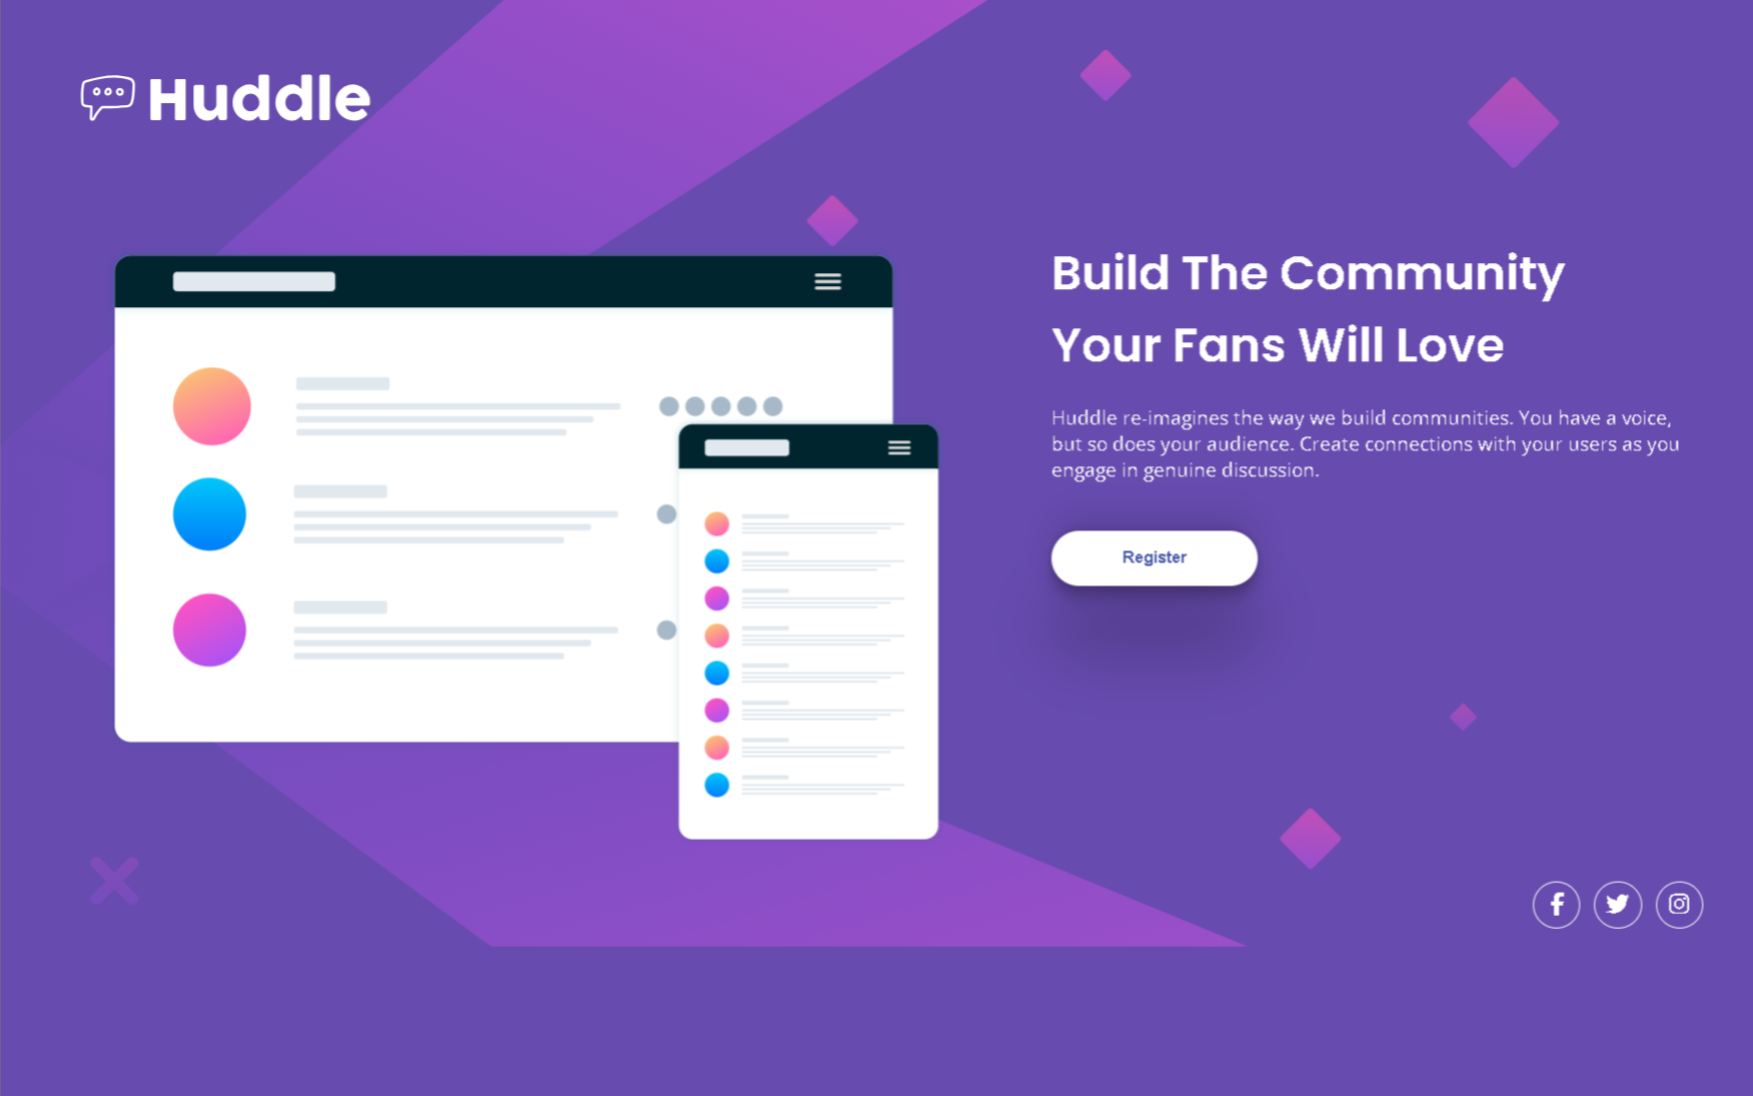 Huddle
Build The Community
Your Fans Will Love
Huddle re-imagines the way we build communities. You have a voice,
but so does your audience. Create connections with your users as you
engage in genuine discussion.
Register